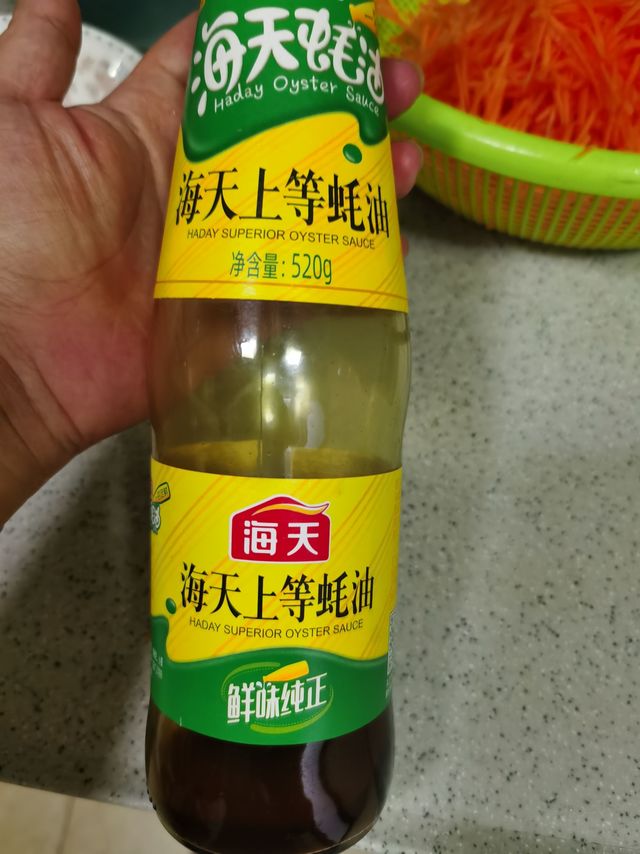 海天蚝油
Haday Oyster Sauce
海天上等蚝油
HADAY SUPERIOR OYSTER SAUCE
净含量: 520g
海天
海天上等蚝油
HADAY SUPERIOR OYSTER SAUCE
鲜味纯正